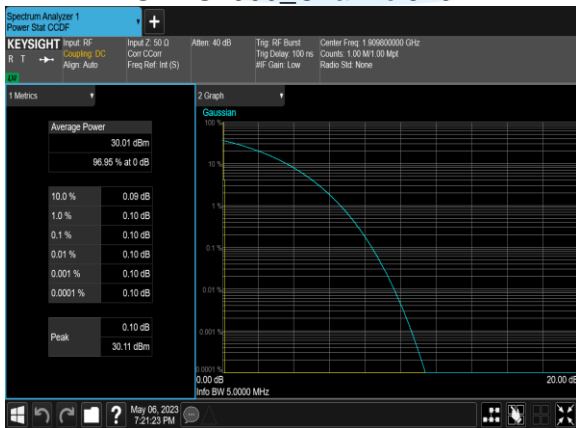 Spectrum Analyzer 1
Power Stat CCDF
KEYSIGHT
R T
LXI
Input: RF
Coupling: DC
Align: Auto
Input Z: 50 Ω
Corr CCorr
Freq Ref: Int (S)
Atten: 40 dB
Trig: RF Burst
Trig Delay: 100 ns
#IF Gain: Low
Center Freq: 1.909800000 GHz
Counts: 1.00 M/1.00 Mpt
Radio Std: None
1 Metrics
Average Power
30.01 dBm
96.95 % at 0 dB
10.0 % 0.09 dB
1.0 % 0.10 dB
0.1 % 0.10 dB
0.01 % 0.10 dB
0.001 % 0.10 dB
0.0001 % 0.10 dB
Peak
0.10 dB
30.11 dBm
2 Graph
Gaussian
100 %
10 %
1 %
0.1 %
0.01 %
0.001 %
0.0001 %
0.00 dB 20.00 dB
Info BW 5.0000 MHz
May 06, 2023
7:21:23 PM